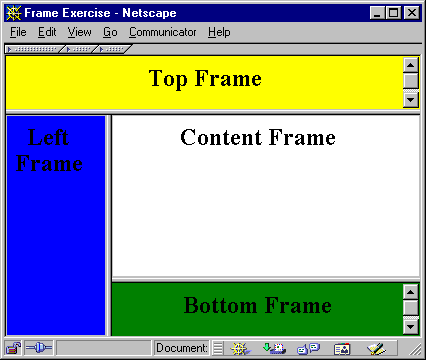 Frame Exercise - Netscape
File Edit View Go Communicator Help
Top Frame
Left
Frame
Content Frame
Bottom Frame
Document: